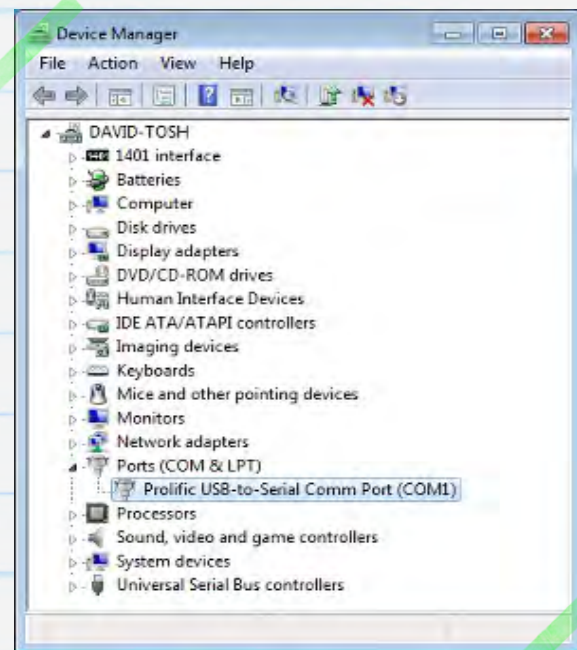 Device Manager
File Action View Help
DAVID-TOSH
1401 interface
Batteries
Computer
Disk drives
Display adapters
DVD/CD-ROM drives
Human Interface Devices
IDE ATA/ATAPI controllers
Imaging devices
Keyboards
Mice and other pointing devices
Monitors
Network adapters
Ports (COM & LPT)
Prolific USB-to-Serial Comm Port (COM1)
Processors
Sound, video and game controllers
System devices
Universal Serial Bus controllers